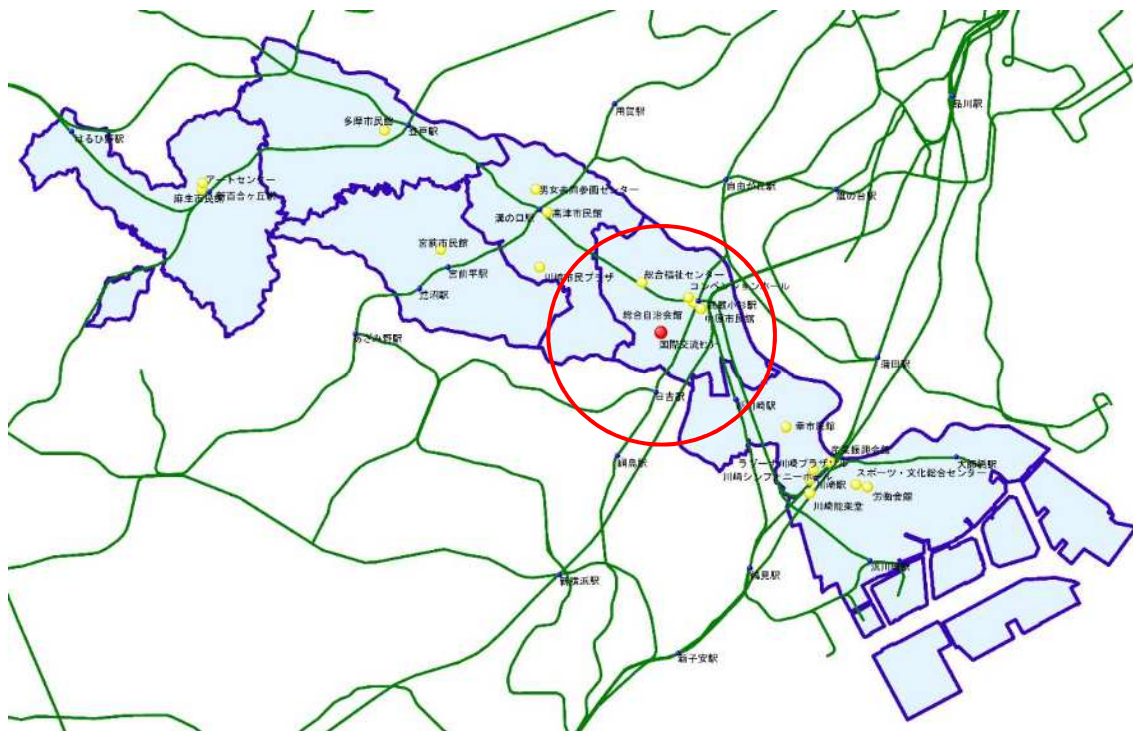 品川駅
用賀駅
多摩市民館
登戸駅
はるひ野駅
アートセンター
麻生市民館
男女共同参画センター
自由が丘駅
旗の台駅
高津市民館
溝の口駅
宮前市民館
宮前平駅
川崎市民プラザ
総合福祉センター
コンベンションホール
鷺沼駅
武蔵小杉駅
中原市民館
総合自治会館
国際交流センター
あざみ野駅
蒲田駅
日吉駅
新川崎駅
幸市民館
産業振興会館
綱島駅
ラゾーナ川崎プラザソル
大師橋駅
川崎シンフォニーホール
スポーツ・文化総合センター
川崎駅
労働会館
川崎能楽堂
浜川崎駅
鶴見駅
新横浜駅
新子安駅